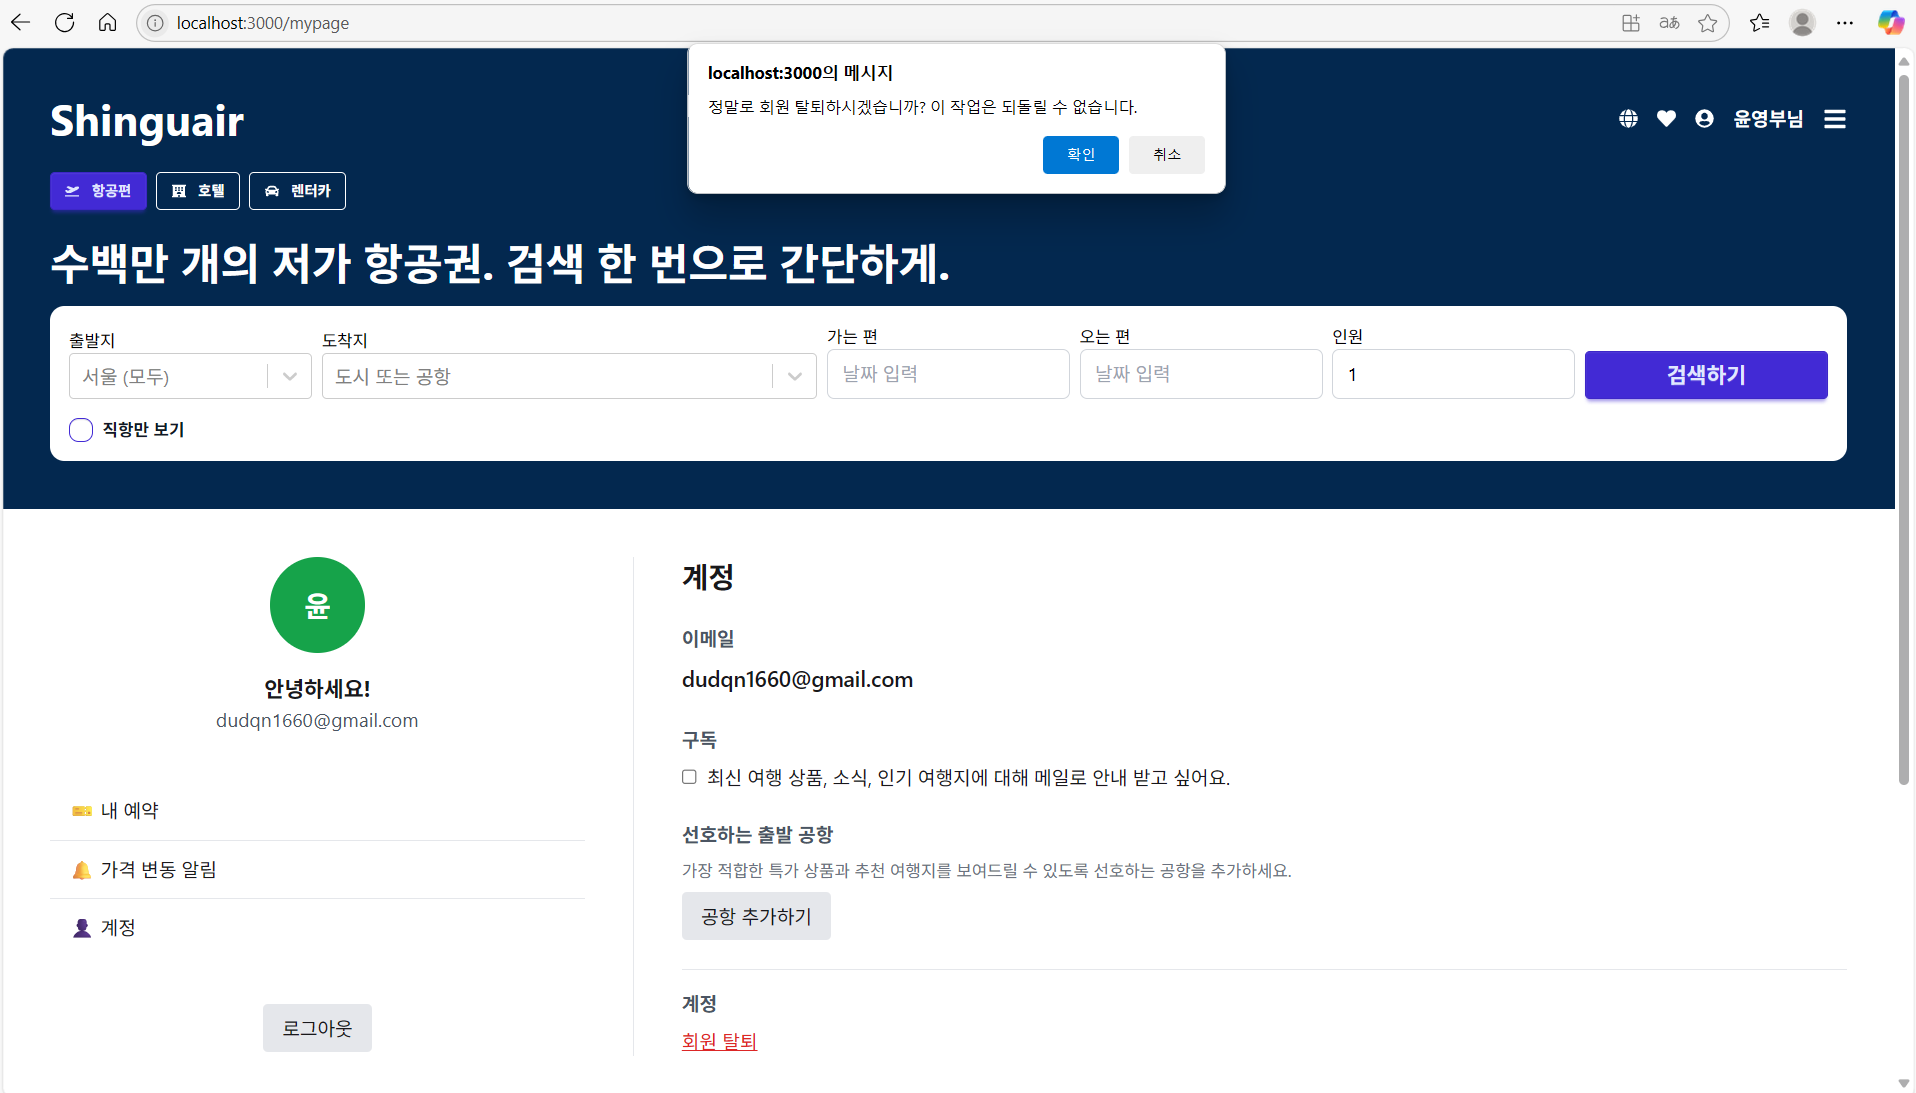 localhost:3000/mypage
localhost:3000의 메시지
정말로 회원 탈퇴하시겠습니까? 이 작업은 되돌릴 수 없습니다.
확인 취소
Shinguair
윤영부님
항공편 호텔 렌터카
수백만 개의 저가 항공권. 검색 한 번으로 간단하게.
출발지 도착지 가는 편 오는 편 인원
서울 (모두) 도시 또는 공항 날짜 입력 날짜 입력 1 검색하기
직항만 보기
윤
안녕하세요!
dudqn1660@gmail.com
내 예약
가격 변동 알림
계정
로그아웃
계정
이메일
dudqn1660@gmail.com
구독
최신 여행 상품, 소식, 인기 여행지에 대해 메일로 안내 받고 싶어요.
선호하는 출발 공항
가장 적합한 특가 상품과 추천 여행지를 보여드릴 수 있도록 선호하는 공항을 추가하세요.
공항 추가하기
계정
회원 탈퇴